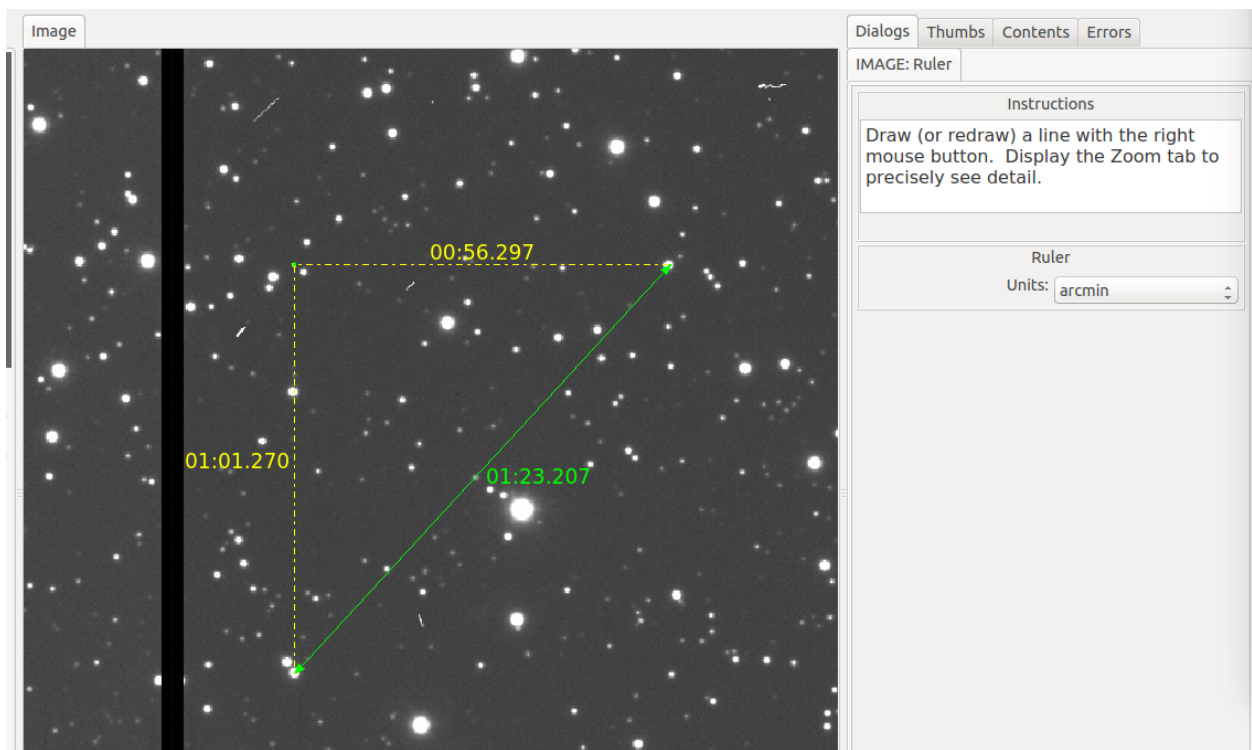 Image
Dialogs Thumbs Contents Errors
IMAGE: Ruler
Instructions
Draw (or redraw) a line with the right
mouse button. Display the Zoom tab to
precisely see detail.
Ruler
Units: arcmin
00:56.297
01:01.270
01:23.207